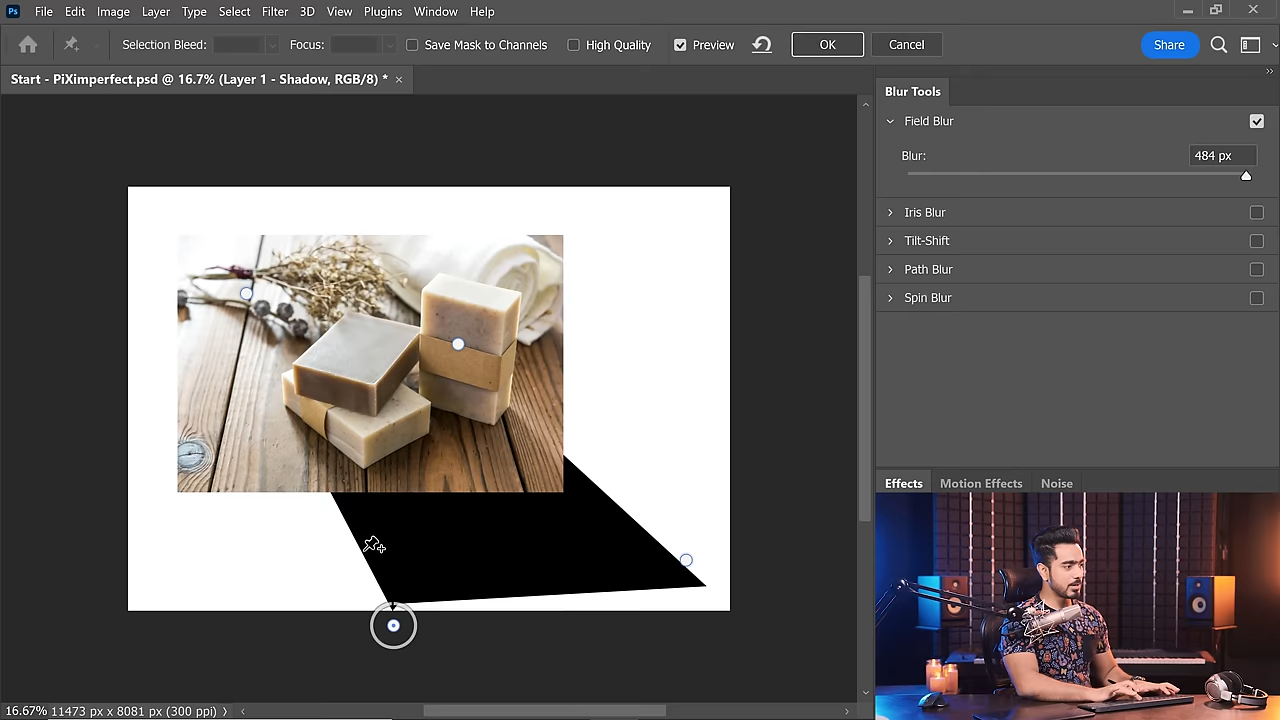 Ps File Edit Image Layer Type Select Filter 3D View Plugins Window Help
Selection Bleed: Focus: Save Mask to Channels High Quality Preview OK Cancel Share
Start - PiXimperfect.psd @ 16.7% (Layer 1 - Shadow, RGB/8) * ×
Blur Tools
Field Blur
Blur: 484 px
Iris Blur
Tilt-Shift
Path Blur
Spin Blur
Effects Motion Effects Noise
16.67% 11473 px x 8081 px (300 ppi)